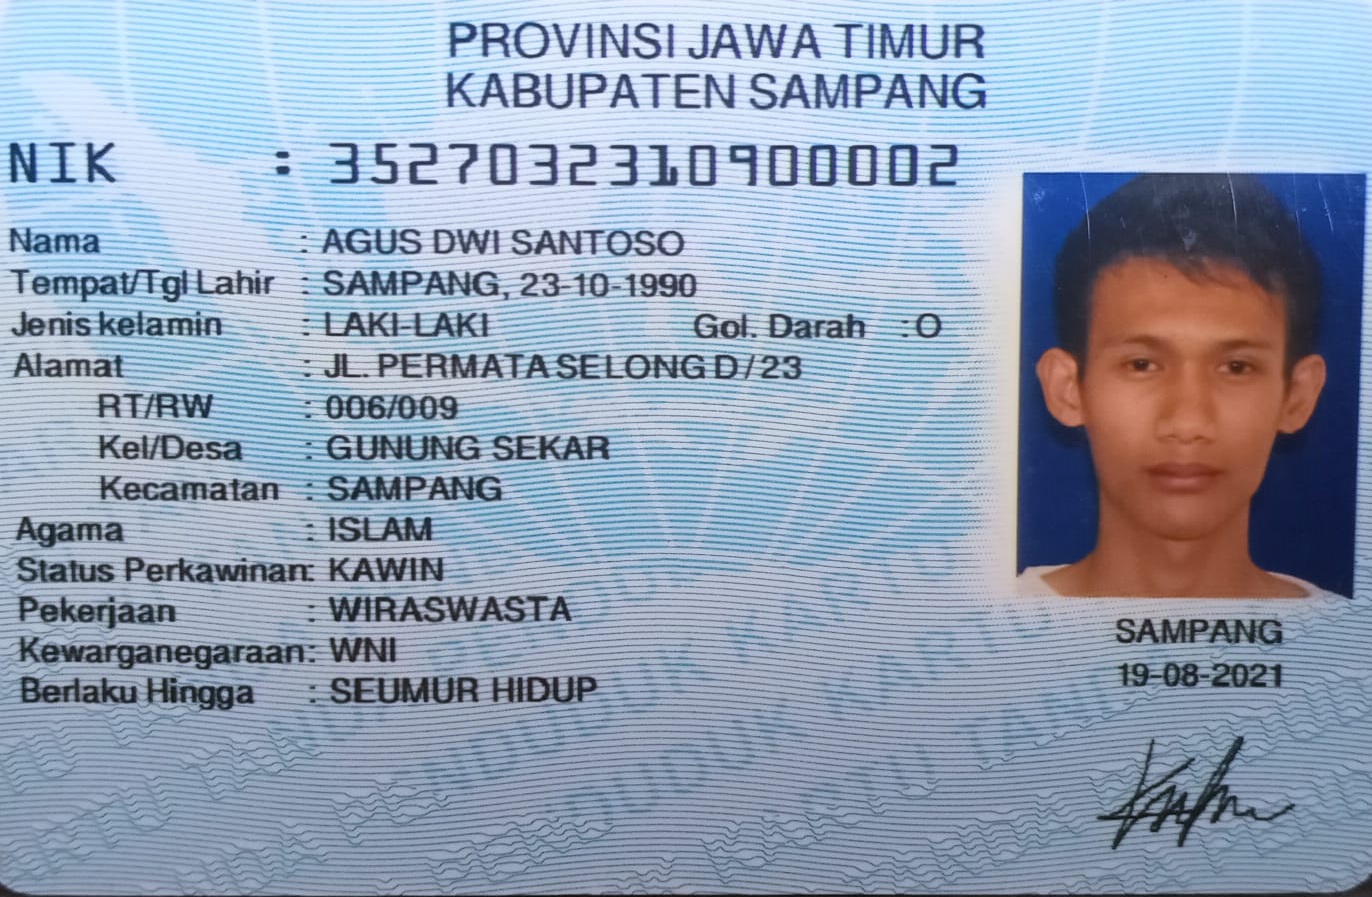 PROVINSI JAWA TIMUR
KABUPATEN SAMPANG
NIK : 3527032310900002
Nama : AGUS DWI SANTOSO
Tempat/Tgl Lahir : SAMPANG, 23-10-1990
Jenis kelamin : LAKI-LAKI Gol. Darah : O
Alamat : JL. PERMATA SELONG D/23
RT/RW : 006/009
Kel/Desa : GUNUNG SEKAR
Kecamatan : SAMPANG
Agama : ISLAM
Status Perkawinan: KAWIN
Pekerjaan : WIRASWASTA
Kewarganegaraan: WNI
Berlaku Hingga : SEUMUR HIDUP
SAMPANG
19-08-2021